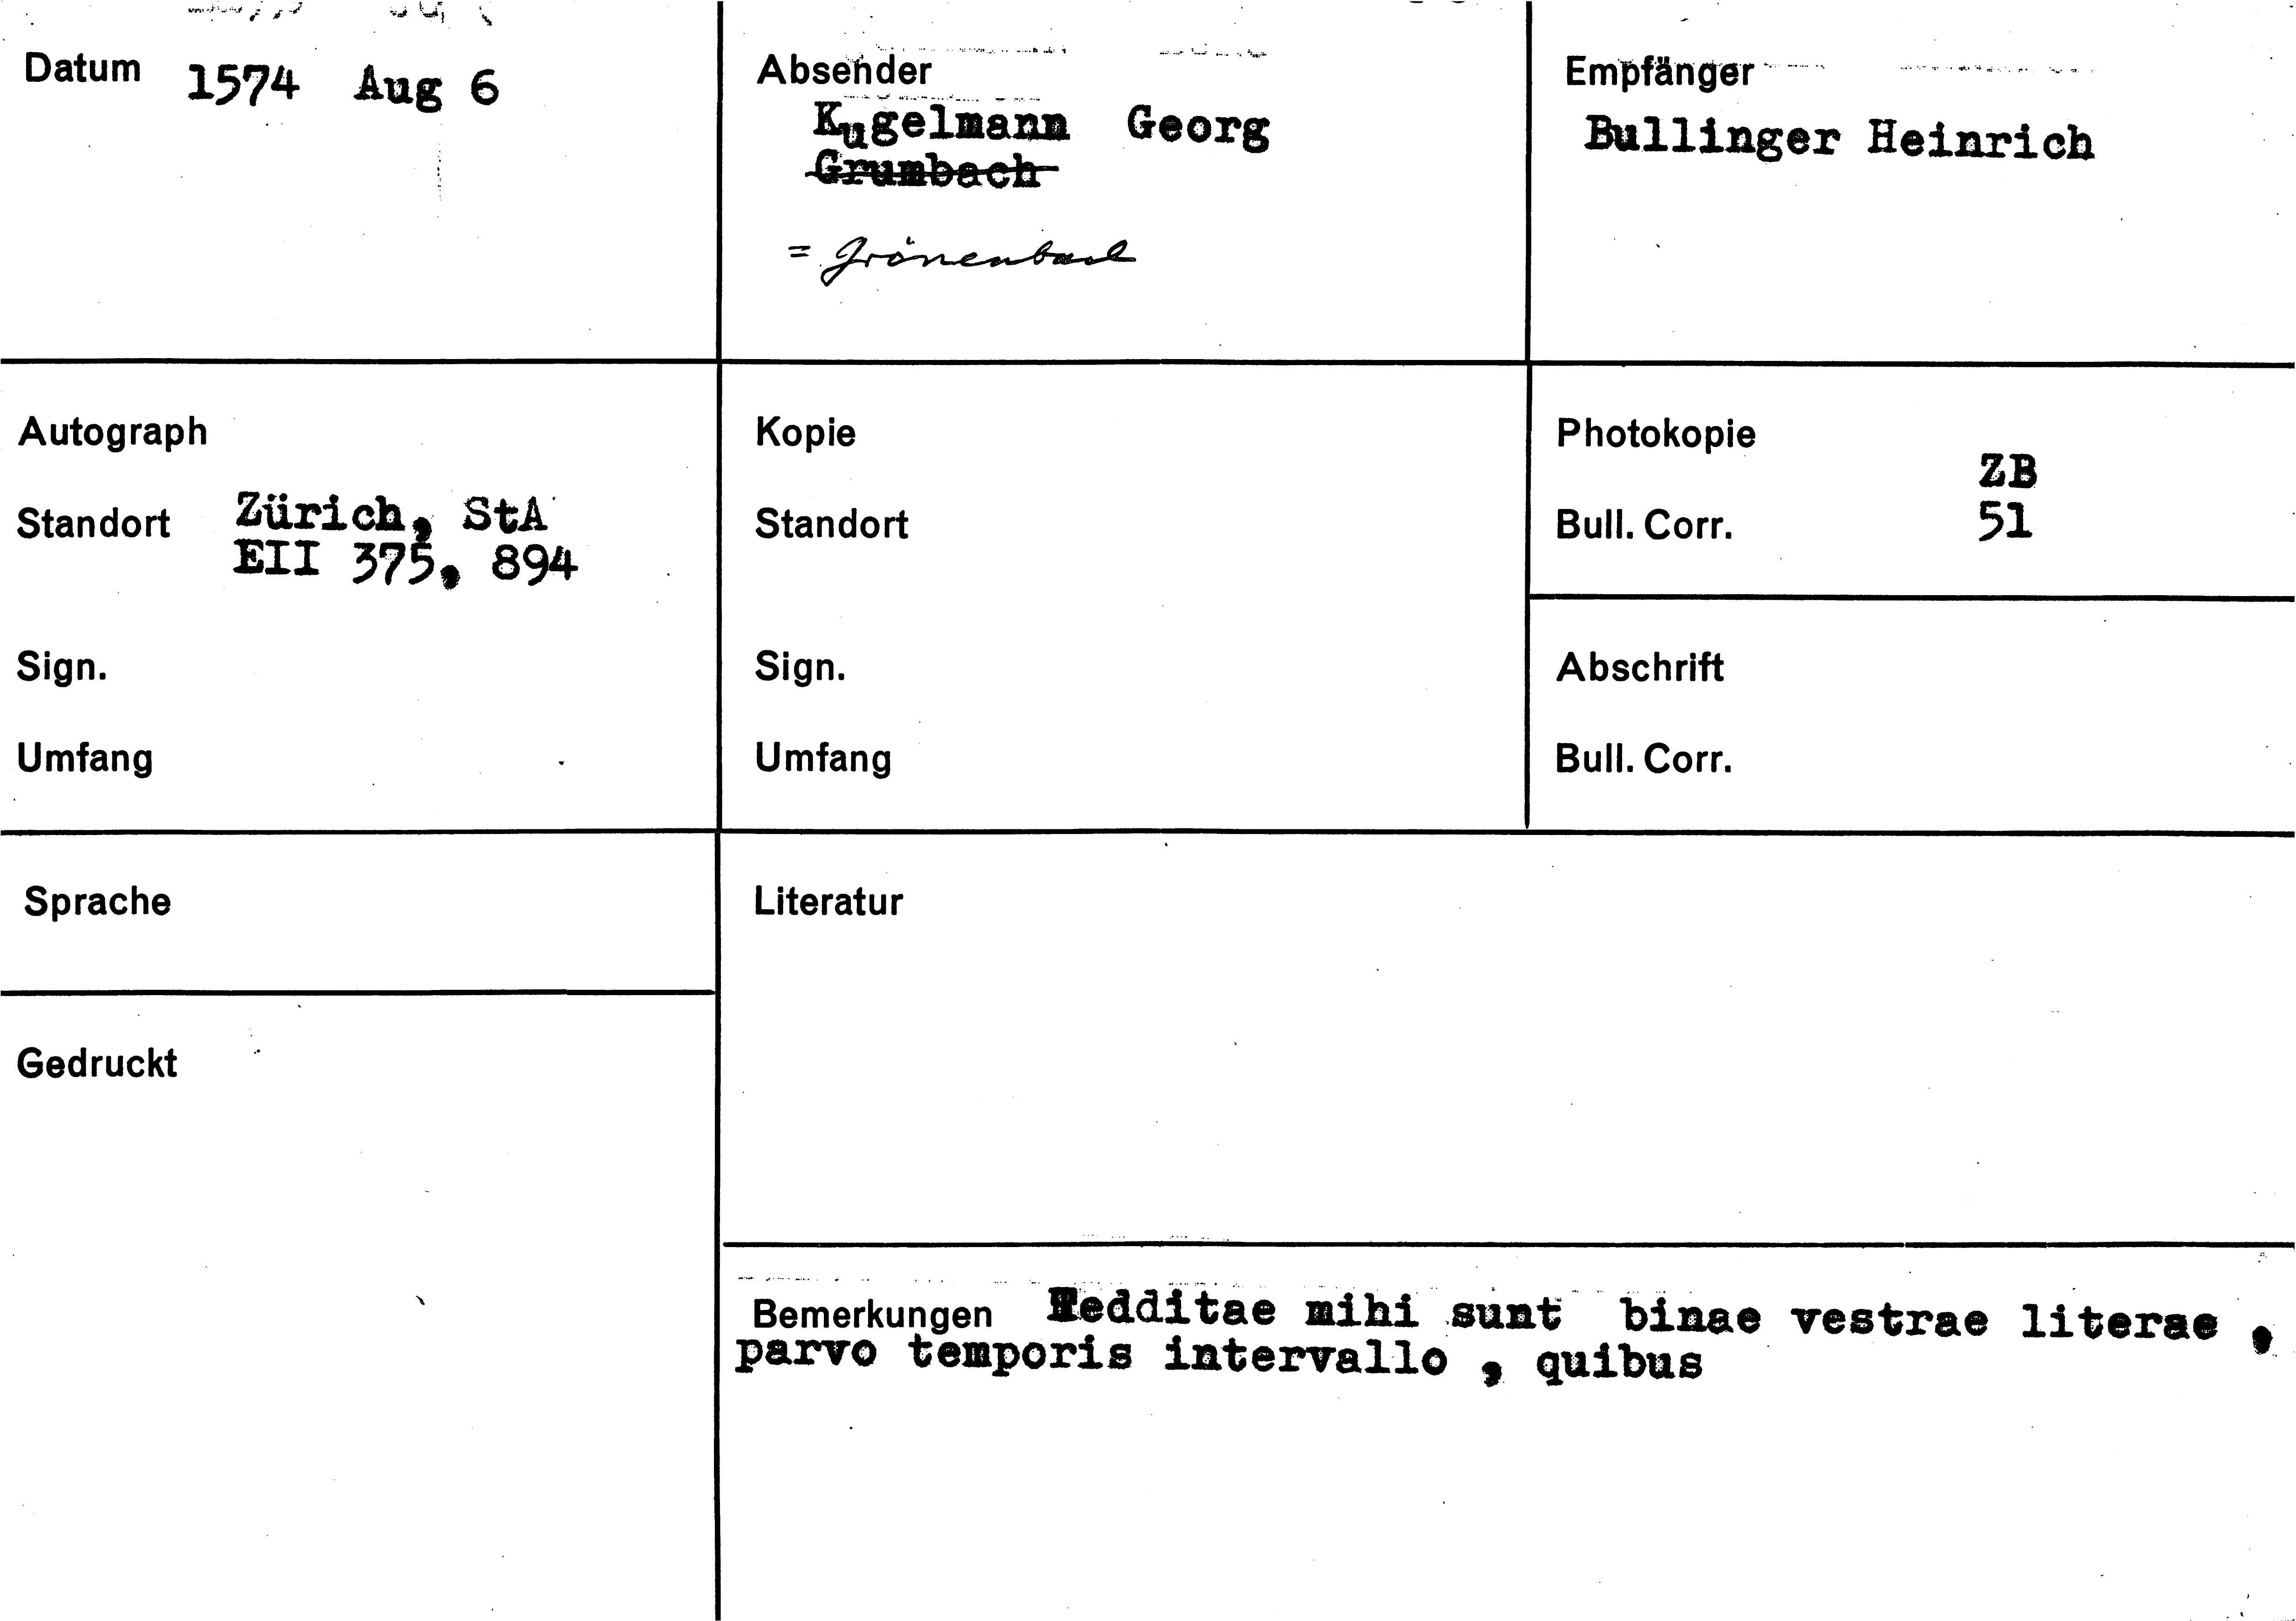 Datum 1574 Aug 6
Absender
Kugelmann Georg
Grumbach
= Grönenbach
Empfänger
Bullinger Heinrich
Autograph
Standort Zürich, StA
EII 375, 894
Sign.
Umfang
Kopie
Standort
Sign.
Umfang
Photokopie
ZB
Bull. Corr. 51
Abschrift
Bull. Corr.
Sprache
Gedruckt
Literatur
Bemerkungen Redditae mihi sunt binae vestrae literae ,
parvo temporis intervallo , quibus